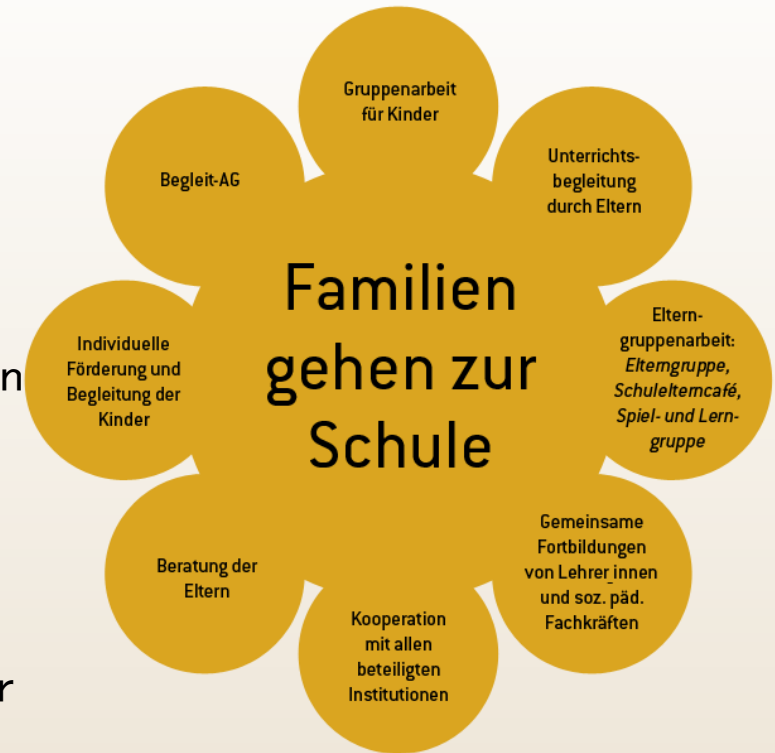 Familien
gehen zur
Schule
Gruppenarbeit
für Kinder
Unterrichts-
begleitung
durch Eltern
Eltern-
gruppenarbeit:
Elterngruppe,
Schulelterncafé,
Spiel- und Lern-
gruppe
Gemeinsame
Fortbildungen
von Lehrer_innen
und soz. päd.
Fachkräften
Kooperation
mit allen
beteiligten
Institutionen
Beratung der
Eltern
Individuelle
Förderung und
Begleitung der
Kinder
Begleit-AG
n
r